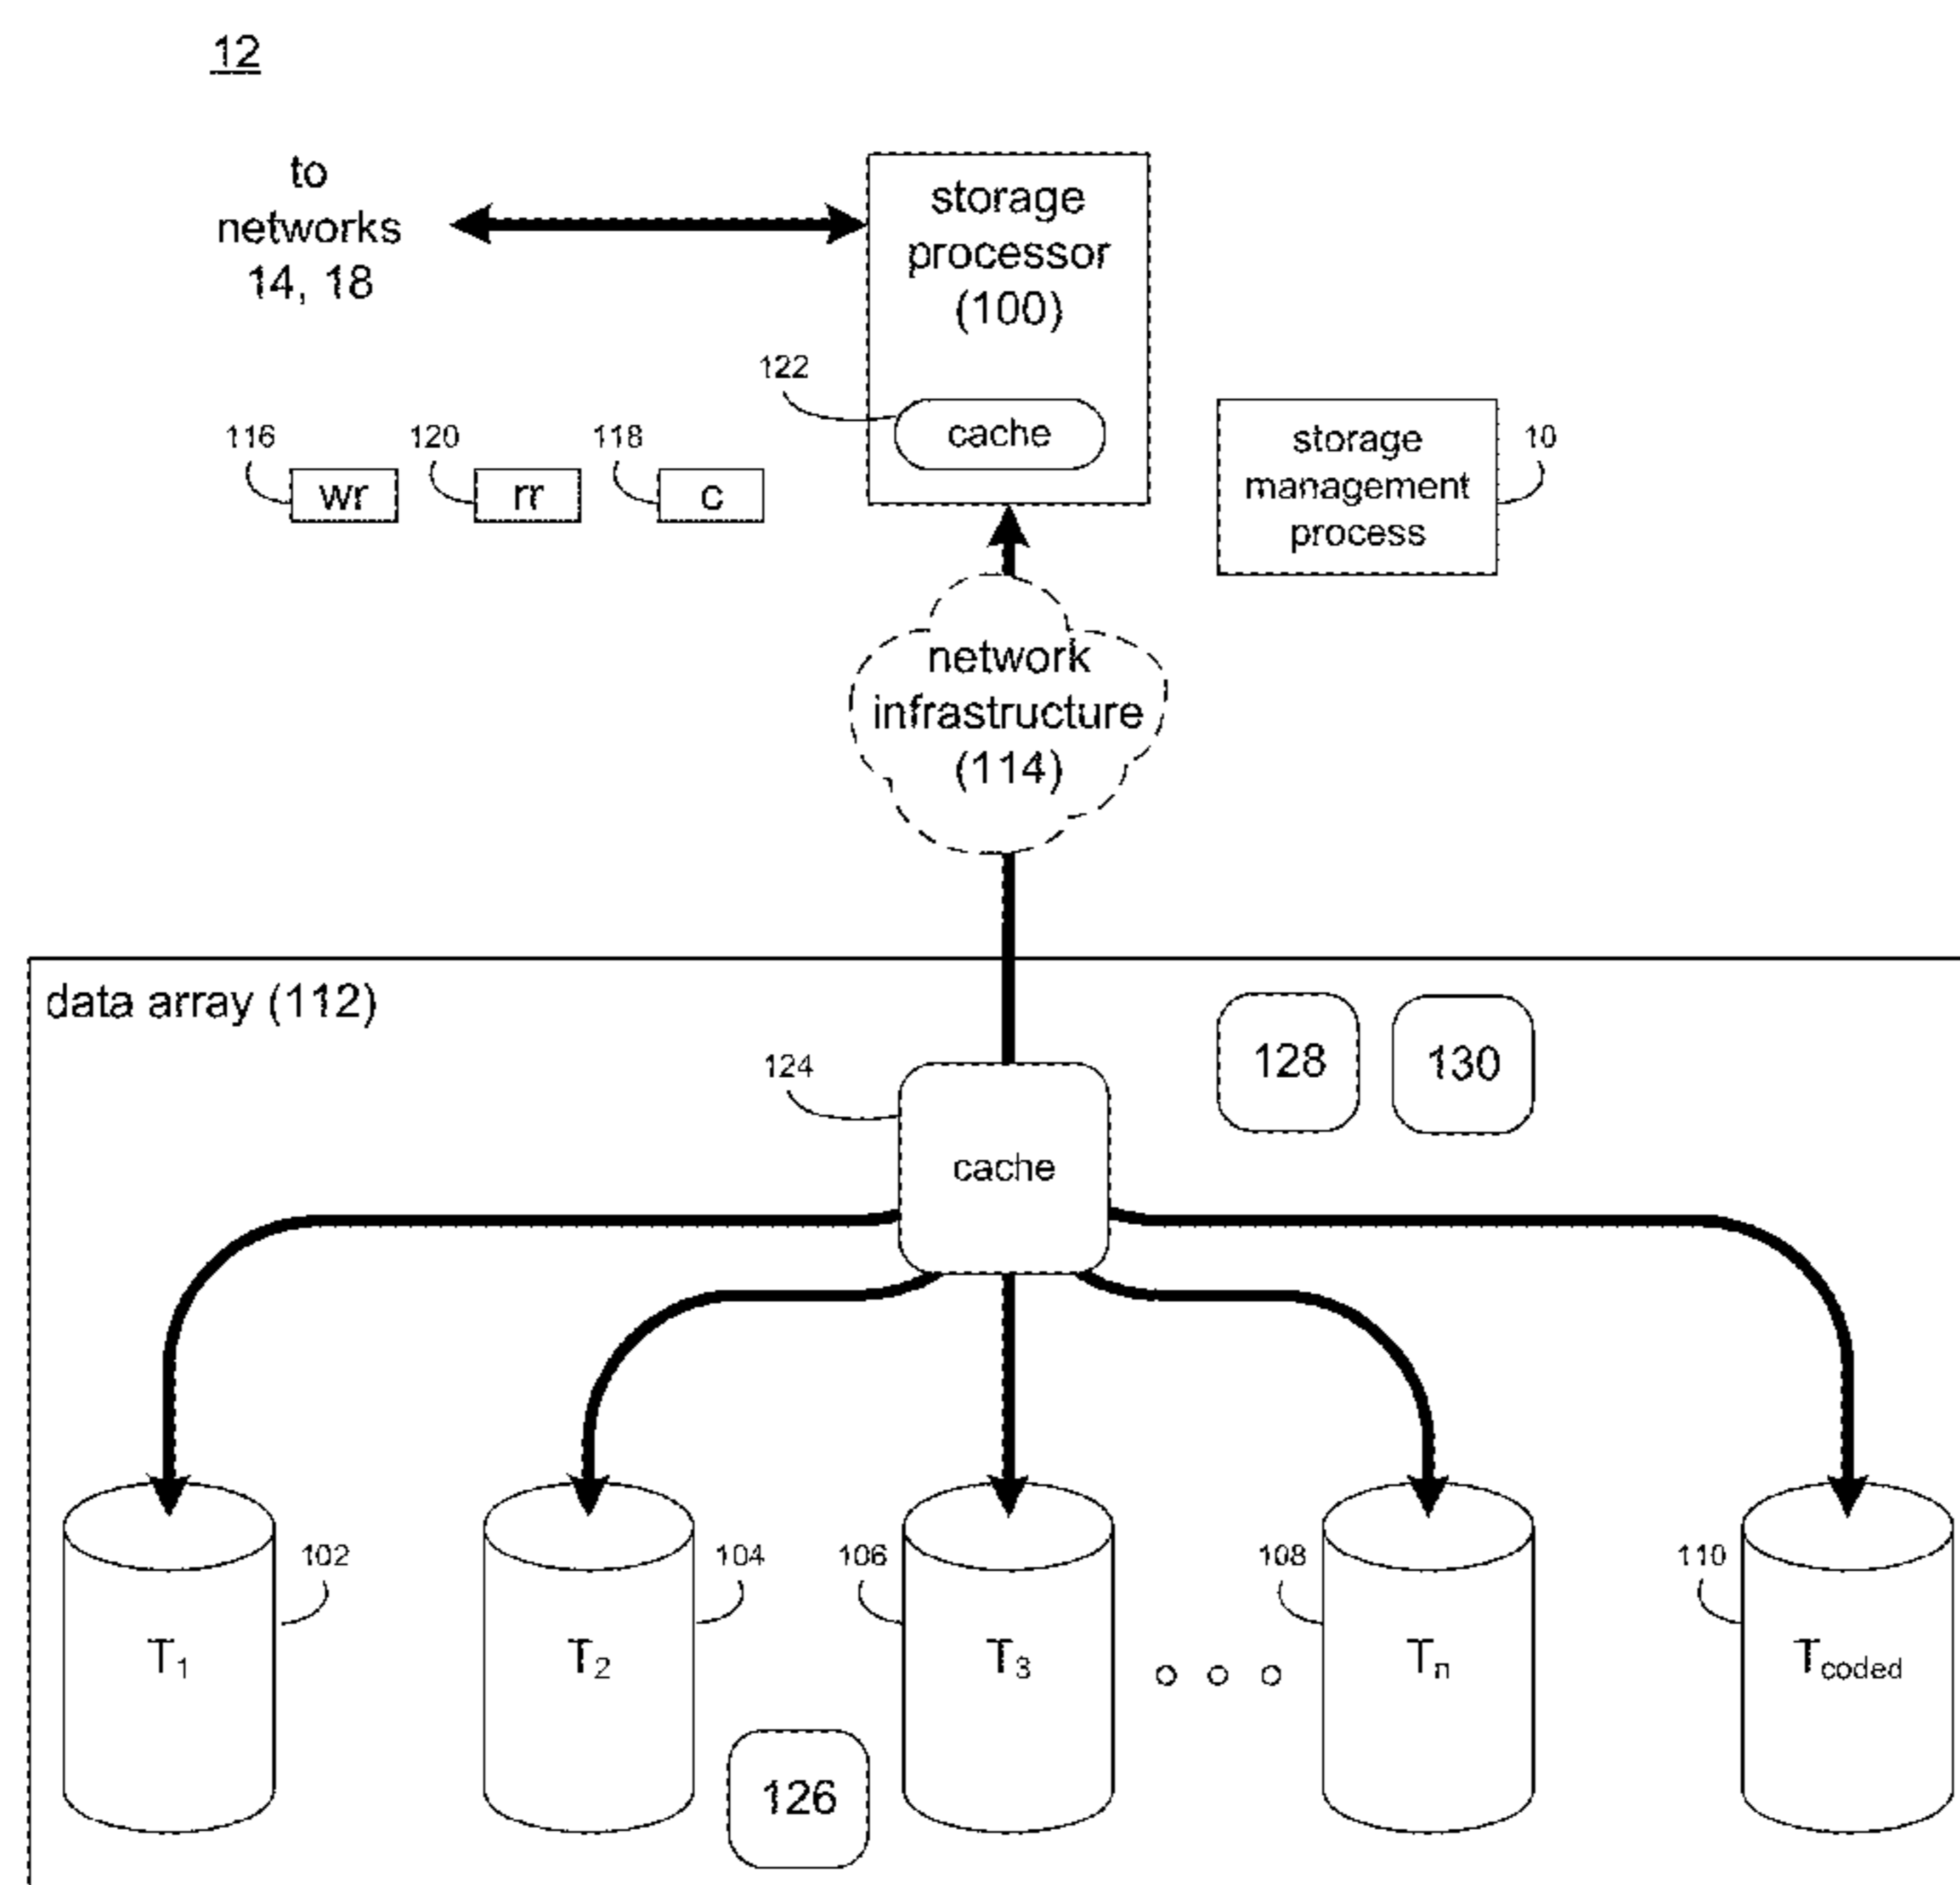 12
to
networks
14, 18
storage
processor
(100)
122
cache
116
wr
120
rr
118
c
storage
management
process
10
network
infrastructure
(114)
data array (112)
128
130
124
cache
102
104
106
108
110
T1
T2
T3
Tn
Tcoded
126